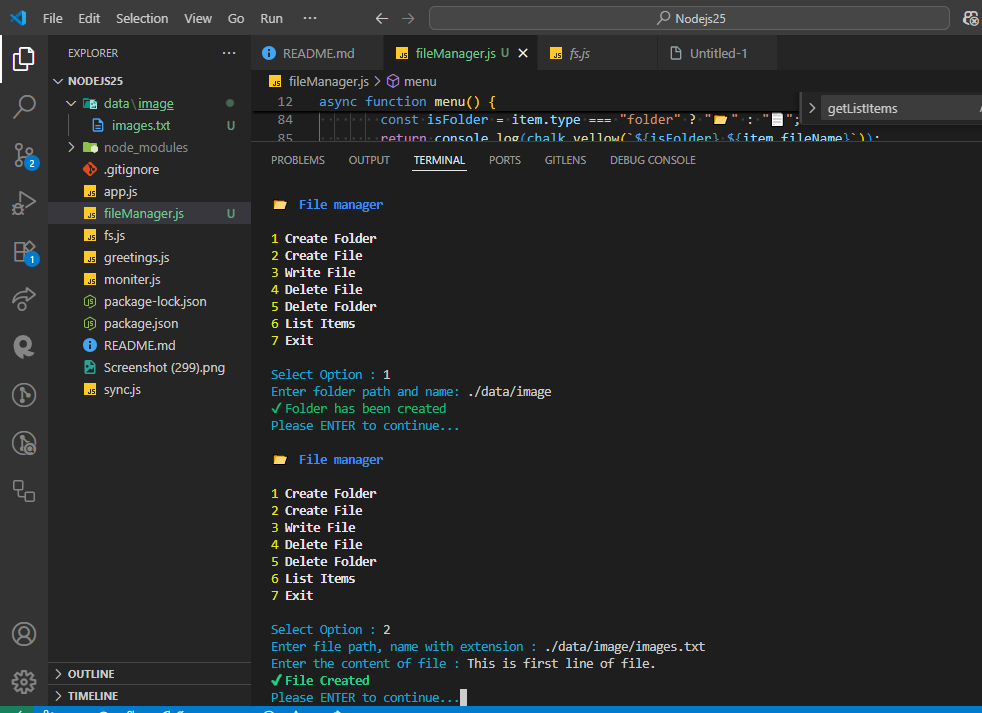 File Edit Selection View Go Run ··· Nodejs25
EXPLORER ···
NODEJS25
data\image
images.txt U
node_modules
.gitignore
app.js
fileManager.js U
fs.js
greetings.js
moniter.js
package-lock.json
package.json
README.md
Screenshot (299).png
sync.js
OUTLINE
TIMELINE
2
1
README.md fileManager.js U fs.js Untitled-1
fileManager.js > menu
12 async function menu() {
84 const isFolder = item.type === "folder" ? "📂" : "📄";
85 return console.log(chalk.yellow(`${isFolder} ${item.fileName}`));
getListItems
PROBLEMS OUTPUT TERMINAL PORTS GITLENS DEBUG CONSOLE
📂 File manager
1 Create Folder
2 Create File
3 Write File
4 Delete File
5 Delete Folder
6 List Items
7 Exit
Select Option : 1
Enter folder path and name: ./data/image
✔Folder has been created
Please ENTER to continue...
📂 File manager
1 Create Folder
2 Create File
3 Write File
4 Delete File
5 Delete Folder
6 List Items
7 Exit
Select Option : 2
Enter file path, name with extension : ./data/image/images.txt
Enter the content of file : This is first line of file.
✔File Created
Please ENTER to continue...